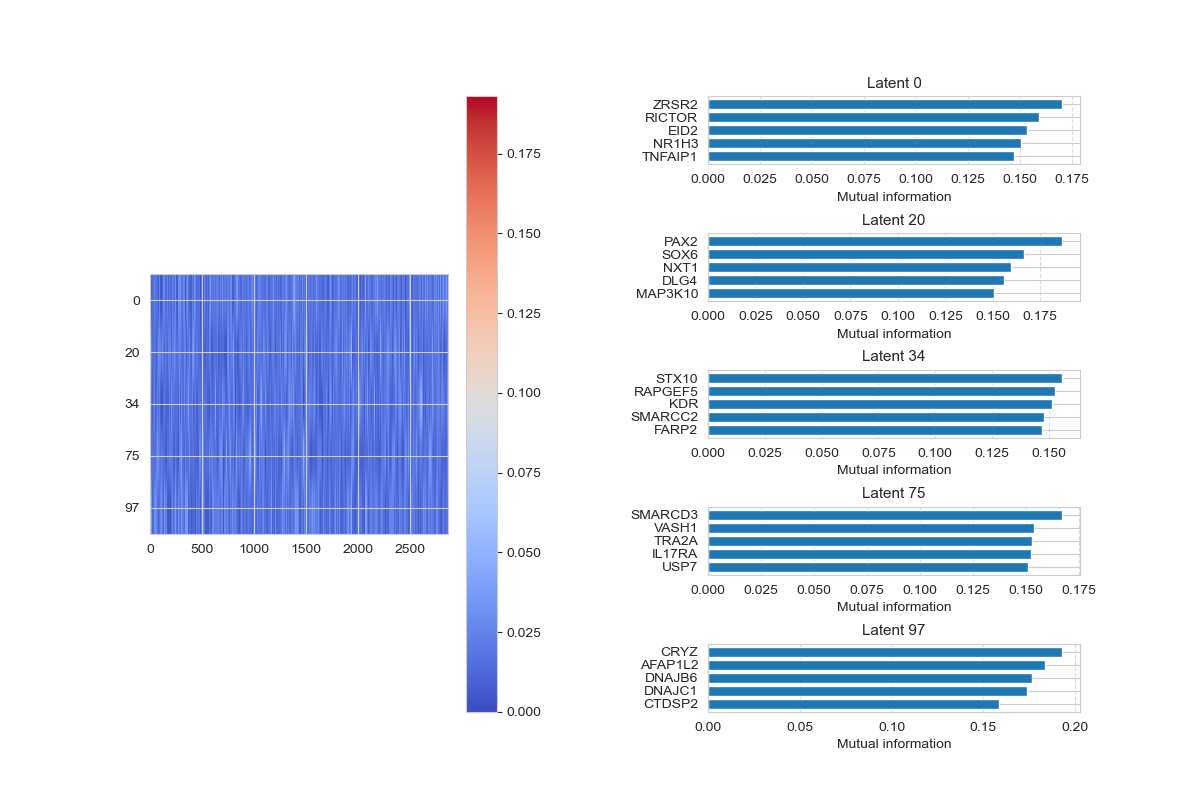 0.175
0.150
0.125
0.100
0.075
0.050
0.025
0.000
0
20
34
75
97
0 500 1000 1500 2000 2500
Latent 0
ZRSR2
RICTOR
EID2
NR1H3
TNFAIP1
0.000 0.025 0.050 0.075 0.100 0.125 0.150 0.175
Mutual information
Latent 20
PAX2
SOX6
NXT1
DLG4
MAP3K10
0.000 0.025 0.050 0.075 0.100 0.125 0.150 0.175
Mutual information
Latent 34
STX10
RAPGEF5
KDR
SMARCC2
FARP2
0.000 0.025 0.050 0.075 0.100 0.125 0.150
Mutual information
Latent 75
SMARCD3
VASH1
TRA2A
IL17RA
USP7
0.000 0.025 0.050 0.075 0.100 0.125 0.150 0.175
Mutual information
Latent 97
CRYZ
AFAP1L2
DNAJB6
DNAJC1
CTDSP2
0.00 0.05 0.10 0.15 0.20
Mutual information